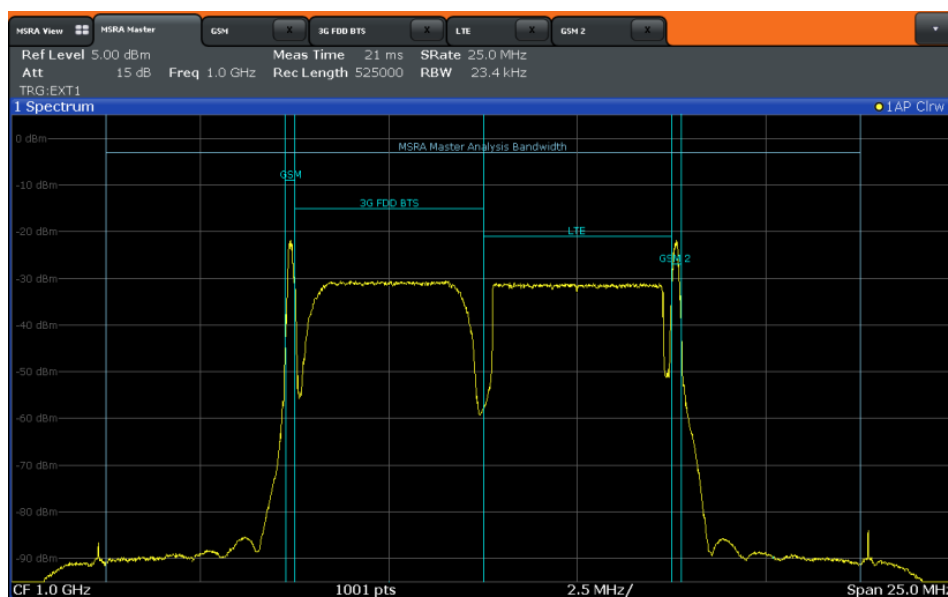 MSRA View MSRA Master GSM X 3G FDD BTS X LTE X GSM 2 X
Ref Level 5.00 dBm Meas Time 21 ms SRate 25.0 MHz
Att 15 dB Freq 1.0 GHz Rec Length 525000 RBW 23.4 kHz
TRG:EXT1
1 Spectrum 1AP Clrw
0 dBm
MSRA Master Analysis Bandwidth
GSM
-10 dBm
3G FDD BTS
-20 dBm
LTE
GSM 2
-30 dBm
-40 dBm
-50 dBm
-60 dBm
-70 dBm
-80 dBm
-90 dBm
CF 1.0 GHz 1001 pts 2.5 MHz/ Span 25.0 MHz